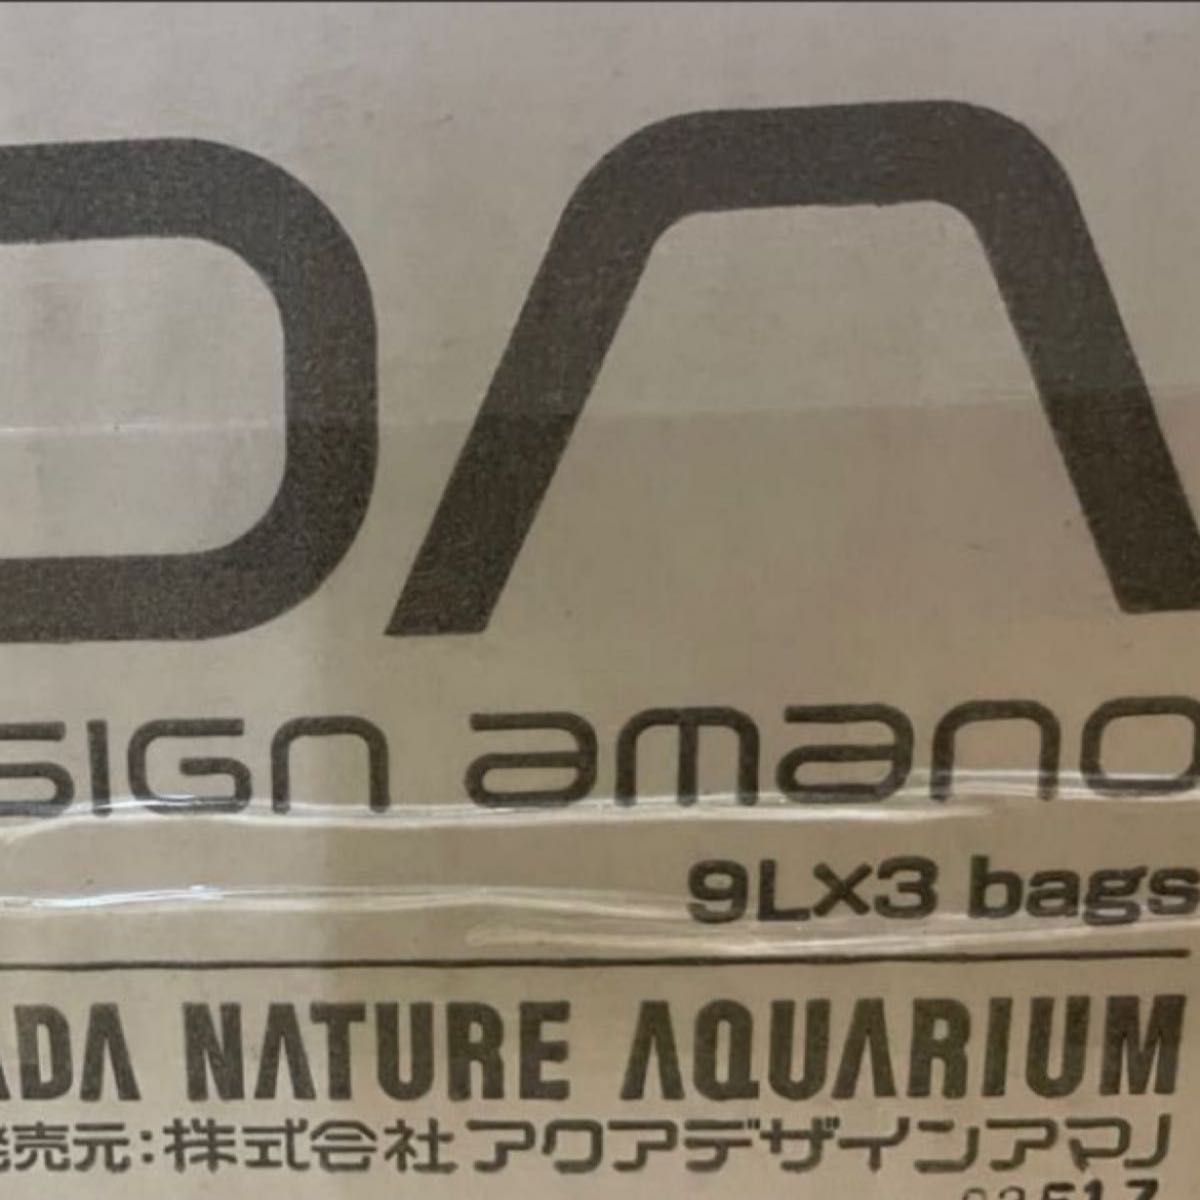 DA
SIGN amano
9L×3 bags
ADA NATURE AQUARIUM
発売元:株式会社アクアデザインアマノ